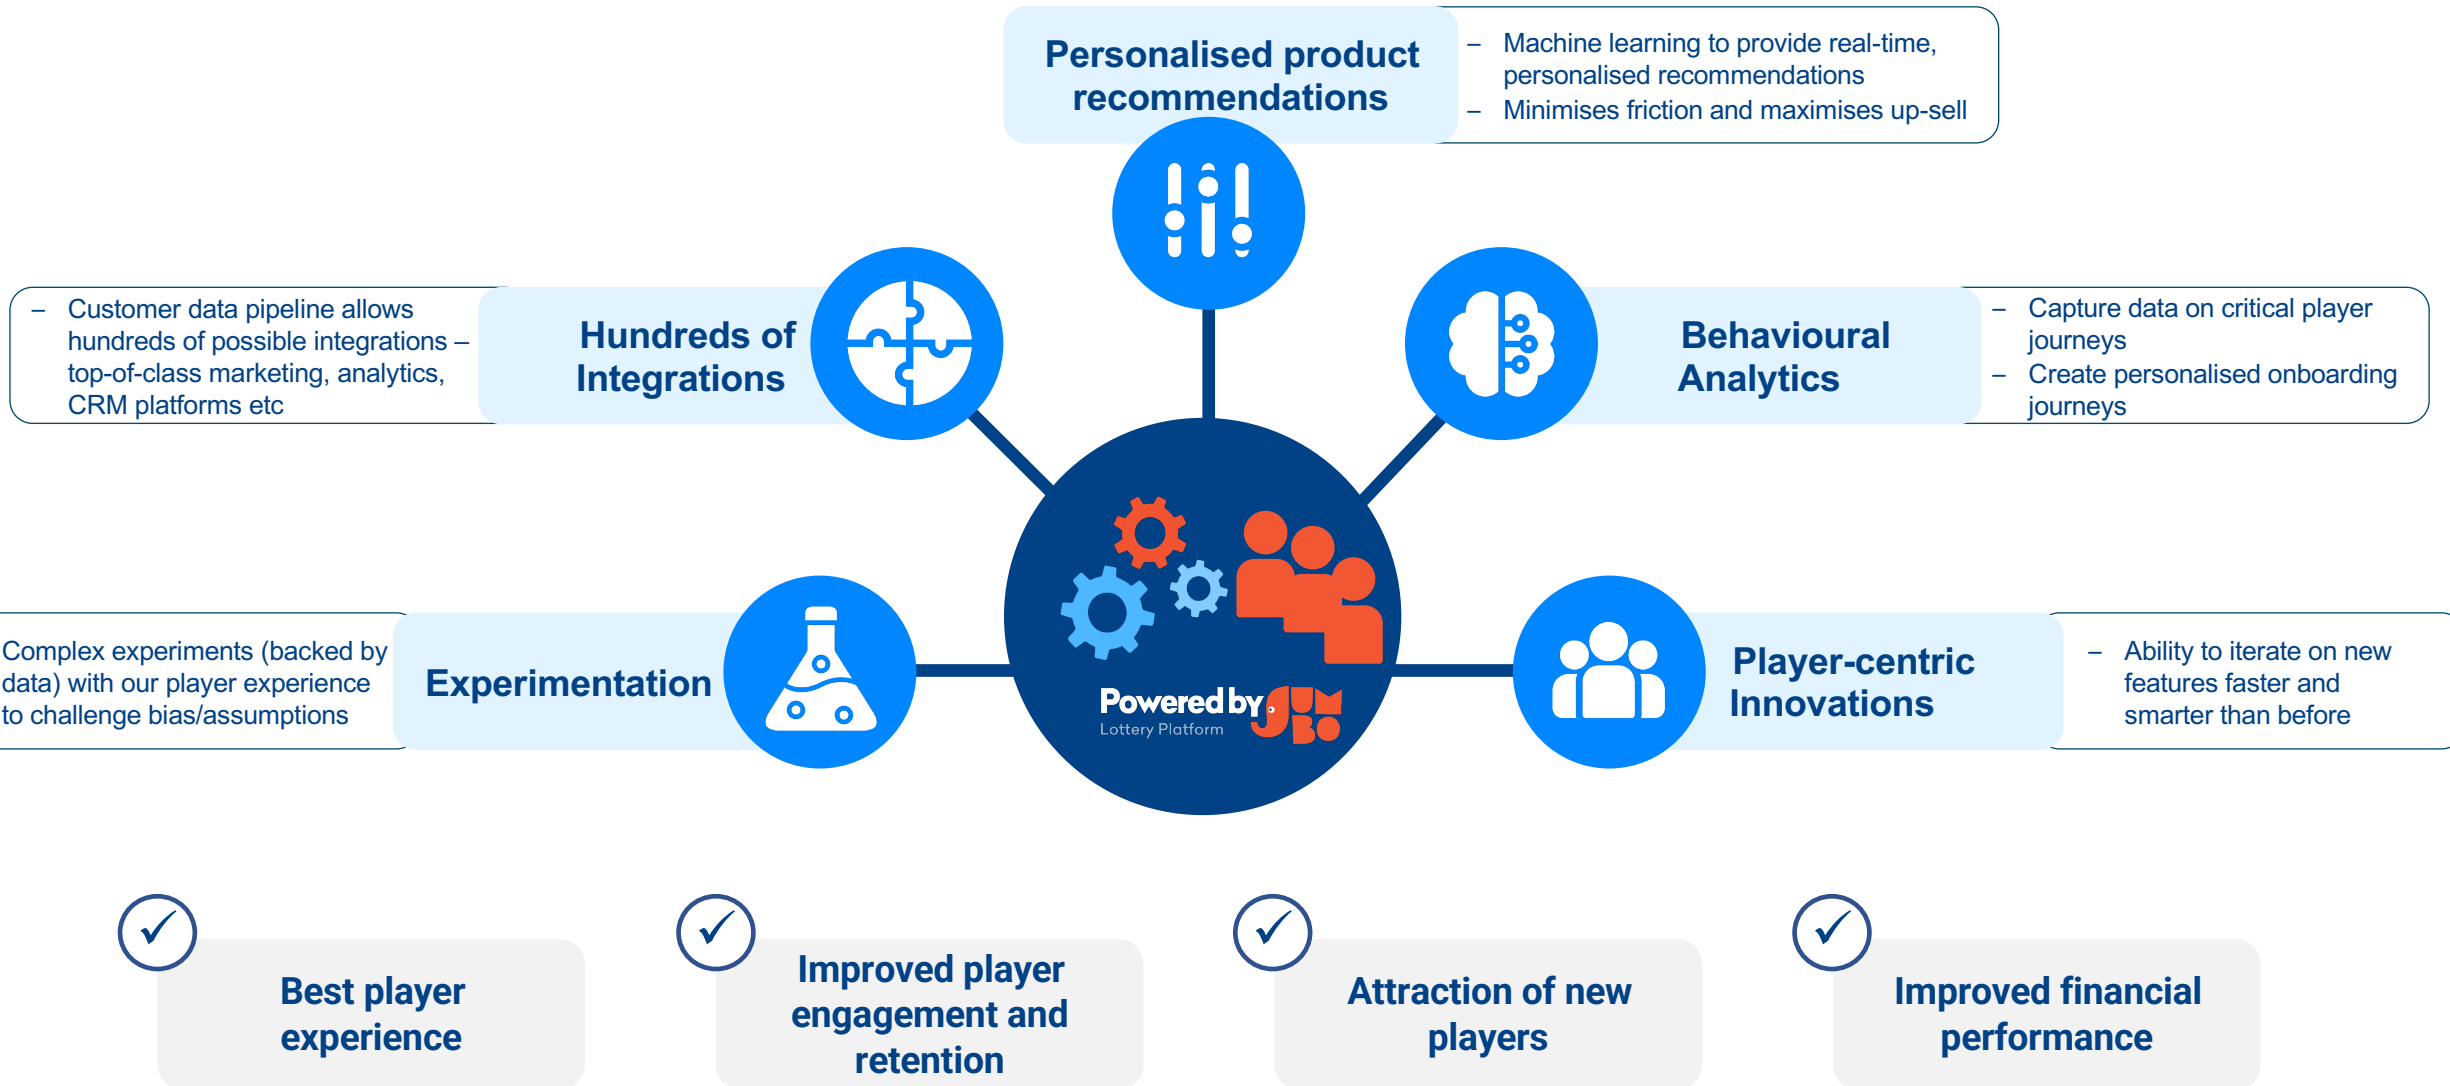 Personalised product
recommendations
– Machine learning to provide real-time,
personalised recommendations
– Minimises friction and maximises up-sell
– Customer data pipeline allows
hundreds of possible integrations –
top-of-class marketing, analytics,
CRM platforms etc
Hundreds of
Integrations
Behavioural
Analytics
– Capture data on critical player
journeys
– Create personalised onboarding
journeys
Complex experiments (backed by
data) with our player experience
to challenge bias/assumptions
Experimentation
Powered by JUMBO
Lottery Platform
Player-centric
Innovations
– Ability to iterate on new
features faster and
smarter than before
Best player
experience
Improved player
engagement and
retention
Attraction of new
players
Improved financial
performance